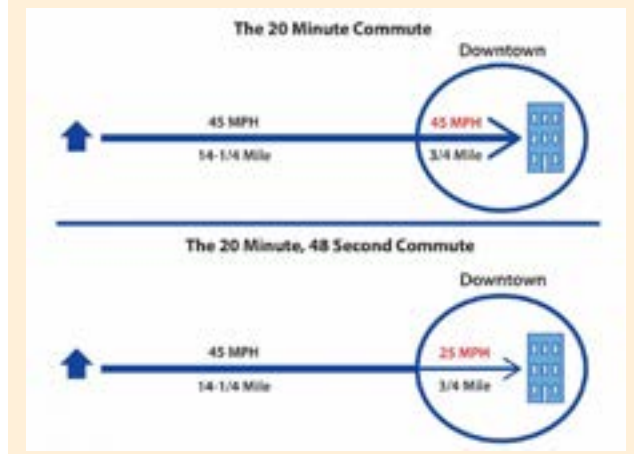 The 20 Minute Commute
Downtown
45 MPH
45 MPH
14-1/4 Mile
3/4 Mile
The 20 Minute, 48 Second Commute
Downtown
45 MPH
25 MPH
14-1/4 Mile
3/4 Mile